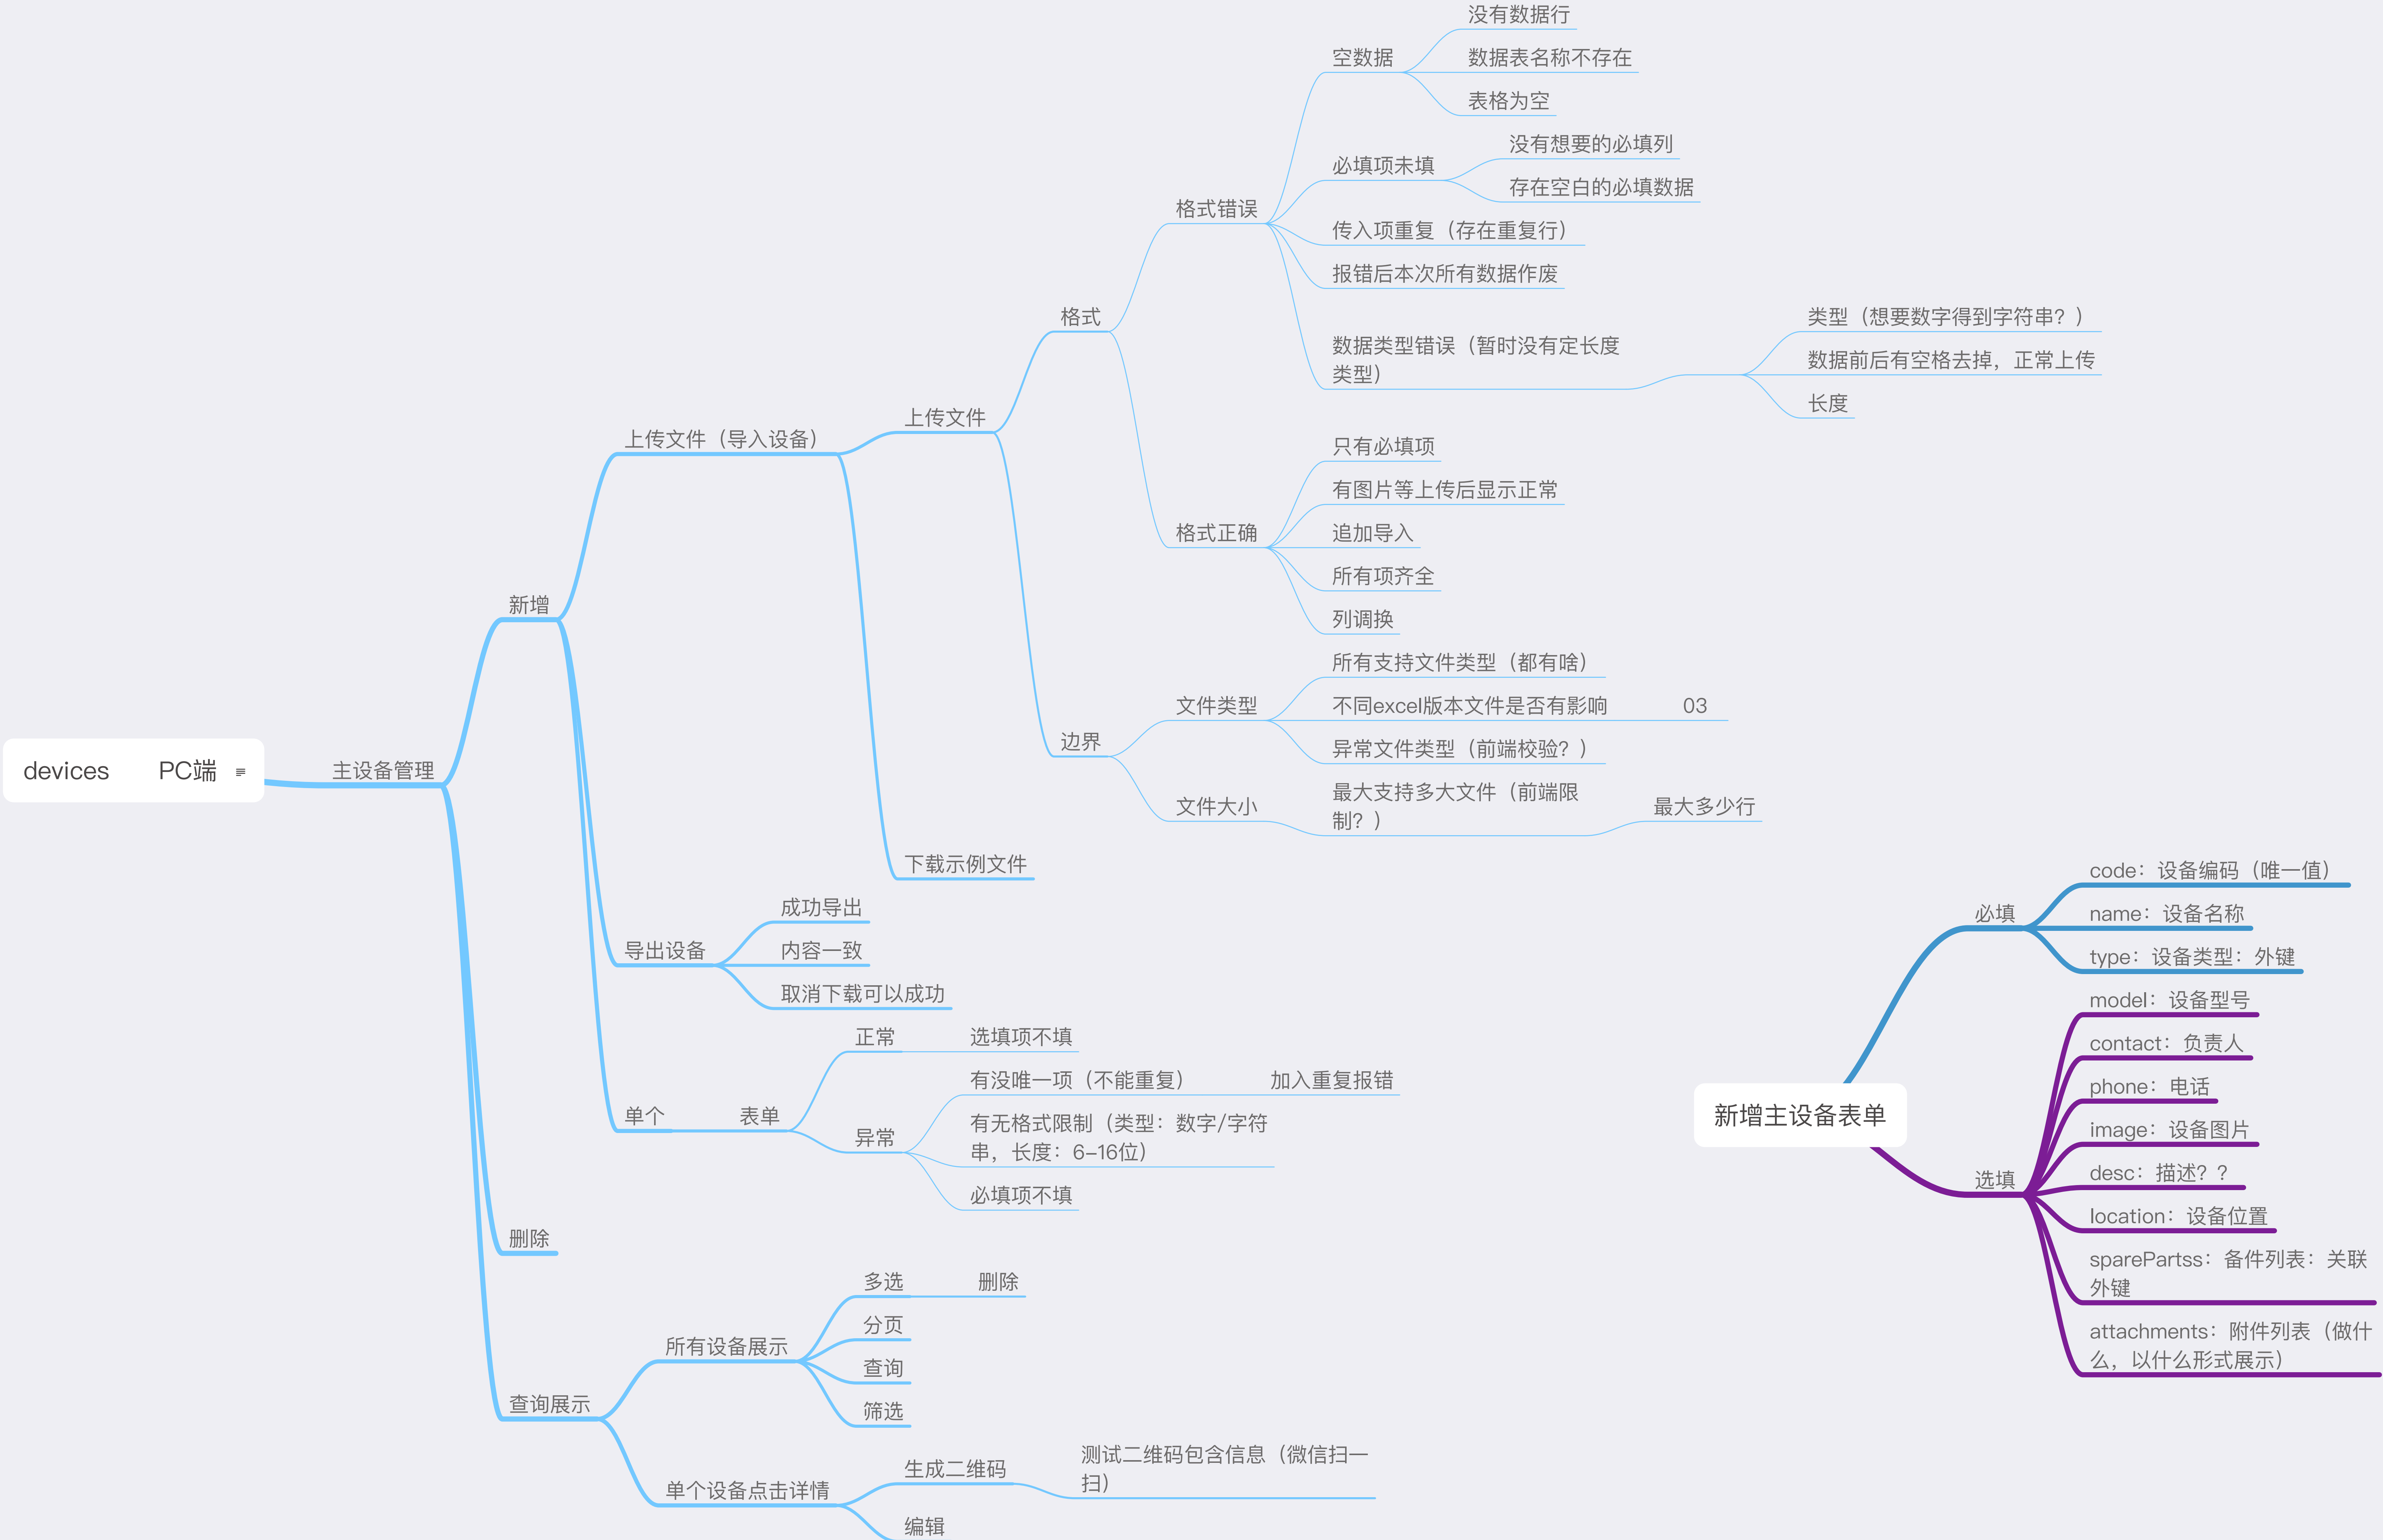 没有数据行
空数据
数据表名称不存在
表格为空
没有想要的必填列
必填项未填
存在空白的必填数据
格式错误
传入项重复（存在重复行）
报错后本次所有数据作废
格式
类型（想要数字得到字符串？）
数据类型错误（暂时没有定长度
类型）
数据前后有空格去掉，正常上传
长度
上传文件
上传文件（导入设备）
只有必填项
有图片等上传后显示正常
格式正确
追加导入
所有项齐全
列调换
新增
所有支持文件类型（都有啥）
文件类型
不同excel版本文件是否有影响
03
异常文件类型（前端校验？）
边界
devices PC端
主设备管理
文件大小
最大支持多大文件（前端限
制？）
最大多少行
下载示例文件
成功导出
导出设备
内容一致
取消下载可以成功
正常
选填项不填
有没唯一项（不能重复）
加入重复报错
单个
表单
有无格式限制（类型：数字/字符
串，长度：6–16位）
异常
必填项不填
删除
多选
删除
分页
所有设备展示
查询
筛选
查询展示
测试二维码包含信息（微信扫一
扫）
生成二维码
单个设备点击详情
编辑
code：设备编码（唯一值）
必填
name：设备名称
type：设备类型：外键
model：设备型号
contact：负责人
phone：电话
新增主设备表单
image：设备图片
desc：描述？？
选填
location：设备位置
sparePartss：备件列表：关联
外键
attachments：附件列表（做什
么，以什么形式展示）